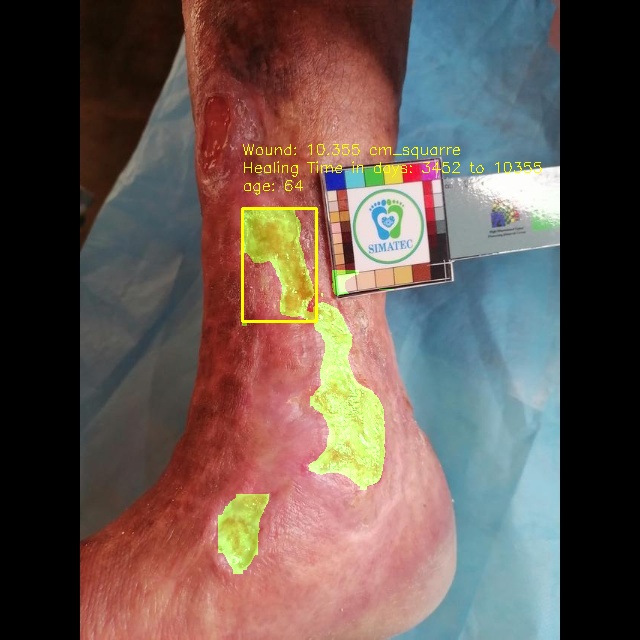 Wound: 10.355 cm_squarre
Healing Time in days: 3452 to 10355
age: 64
SIMATEC